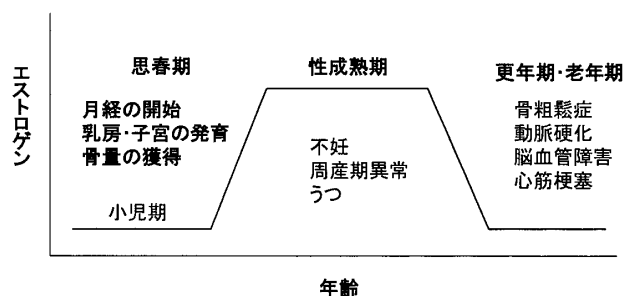 エストロゲン
思春期
月経の開始
乳房・子宮の発育
骨量の獲得
小児期
性成熟期
不妊
周産期異常
うつ
更年期・老年期
骨粗鬆症
動脈硬化
脳血管障害
心筋梗塞
年齢